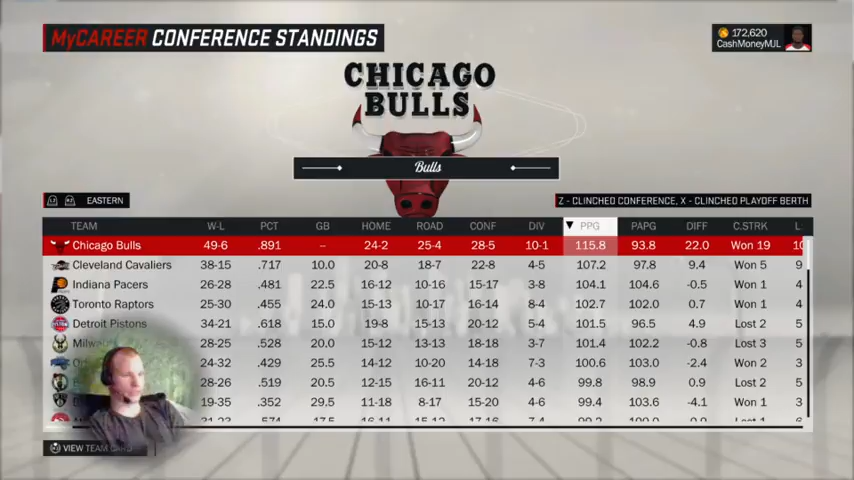 MyCAREER CONFERENCE STANDINGS
172,620
CashMoneyMJL
CHICAGO
BULLS
Bulls
EASTERN
Z - CLINCHED CONFERENCE, X - CLINCHED PLAYOFF BERTH
TEAM W-L PCT GB HOME ROAD CONF DIV PPG PAPG DIFF C.STRK
Chicago Bulls 49-6 .891 -- 24-2 25-4 28-5 10-1 115.8 93.8 22.0 Won 19 10
Cleveland Cavaliers 38-15 .717 10.0 20-8 18-7 22-8 4-5 107.2 97.8 9.4 Won 5 9
Indiana Pacers 26-28 .481 22.5 16-12 10-16 15-17 3-8 104.1 104.6 -0.5 Won 1 4
Toronto Raptors 25-30 .455 24.0 15-13 10-17 16-14 8-4 102.7 102.0 0.7 Won 1 4
Detroit Pistons 34-21 .618 15.0 19-8 15-13 20-12 5-4 101.5 96.5 4.9 Lost 2 5
28-25 .528 20.0 15-12 13-13 18-18 3-7 101.4 102.2 -0.8 Lost 3 5
24-32 .429 25.5 14-12 10-20 14-18 7-3 100.6 103.0 -2.4 Won 2 3
28-26 .519 20.5 12-15 16-11 20-12 4-6 99.8 98.9 0.9 Lost 2 5
19-35 .352 29.5 11-18 8-17 15-20 4-6 99.4 103.6 -4.1 Won 1 3
VIEW TEAM CARD